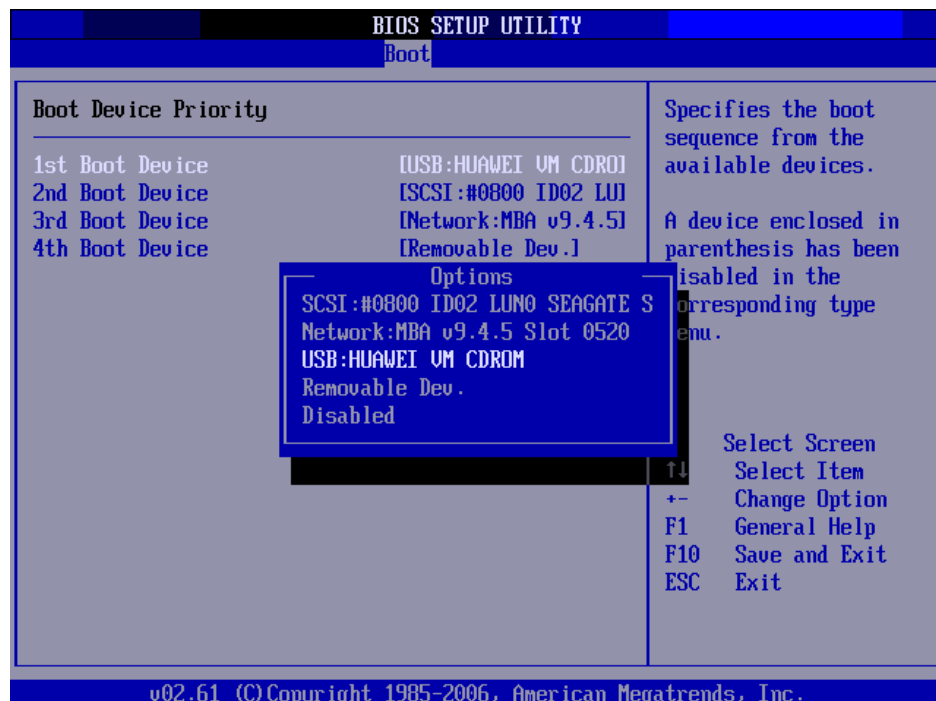 BIOS SETUP UTILITY
Boot
Boot Device Priority
1st Boot Device [USB:HUAWEI VM CDRO]
2nd Boot Device [SCSI:#0800 ID02 LU]
3rd Boot Device [Network:MBA v9.4.5]
4th Boot Device [Removable Dev.]
Options
SCSI:#0800 ID02 LUN0 SEAGATE S
Network:MBA v9.4.5 Slot 0520
USB:HUAWEI VM CDROM
Removable Dev.
Disabled
Specifies the boot
sequence from the
available devices.
A device enclosed in
parenthesis has been
isabled in the
orresponding type
enu.
Select Screen
↑↓ Select Item
+- Change Option
F1 General Help
F10 Save and Exit
ESC Exit
v02.61 (C)Copyright 1985-2006, American Megatrends, Inc.